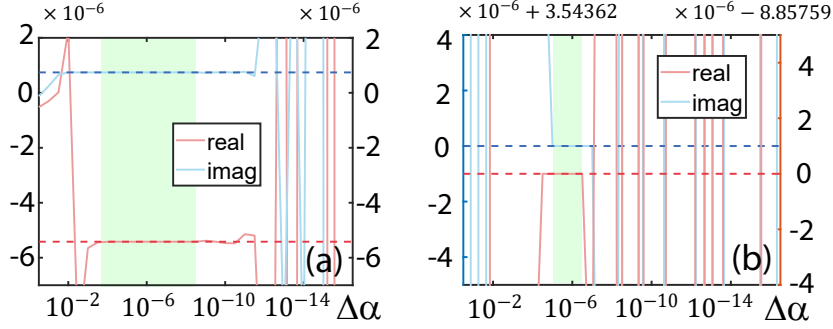 × 10⁻⁶ × 10⁻⁶ × 10⁻⁶ + 3.54362 × 10⁻⁶ − 8.85759
2 2 4 4
0 0 2 2
-2 -2 0 0
-4 -4 -2 -2
-6 -6 -4 -4
real
imag
(a)
real
imag
(b)
10⁻² 10⁻⁶ 10⁻¹⁰ 10⁻¹⁴ Δα
10⁻² 10⁻⁶ 10⁻¹⁰ 10⁻¹⁴ Δα